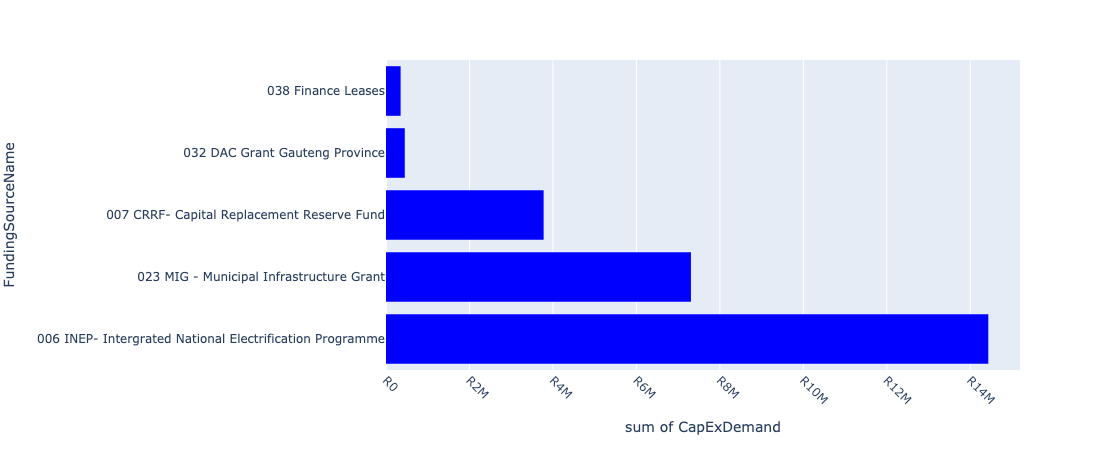 FundingSourceName
038 Finance Leases
032 DAC Grant Gauteng Province
007 CRRF- Capital Replacement Reserve Fund
023 MIG - Municipal Infrastructure Grant
006 INEP- Intergrated National Electrification Programme
R0 R2M R4M R6M R8M R10M R12M R14M
sum of CapExDemand